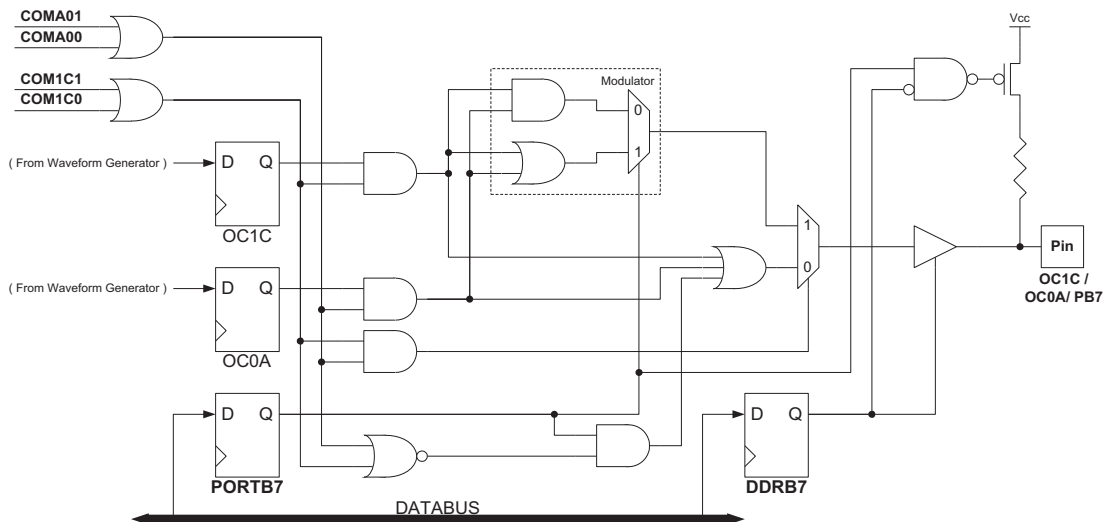 COMA01
COMA00
Vcc
COM1C1
COM1C0
Modulator
0
1
( From Waveform Generator )
D Q
OC1C
1
0
Pin
OC1C /
OC0A/ PB7
( From Waveform Generator )
D Q
OC0A
D Q
PORTB7
D Q
DDRB7
DATABUS